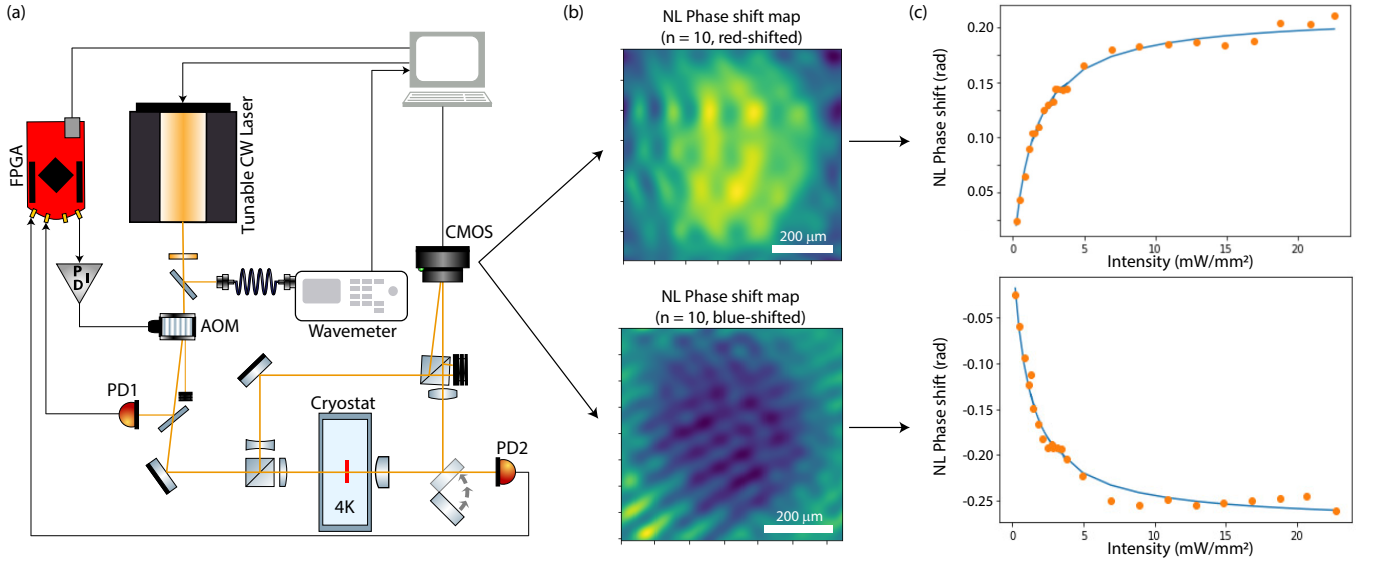 (a)
FPGA
Tunable CW Laser
P
I
D
AOM
Wavemeter
CMOS
PD1
Cryostat
4K
PD2
(b)
NL Phase shift map
(n = 10, red-shifted)
200 μm
NL Phase shift map
(n = 10, blue-shifted)
200 μm
(c)
NL Phase shift (rad)
0.20
0.15
0.10
0.05
0
5
10
15
20
Intensity (mW/mm²)
NL Phase shift (rad)
-0.05
-0.10
-0.15
-0.20
-0.25
0
5
10
15
20
Intensity (mW/mm²)